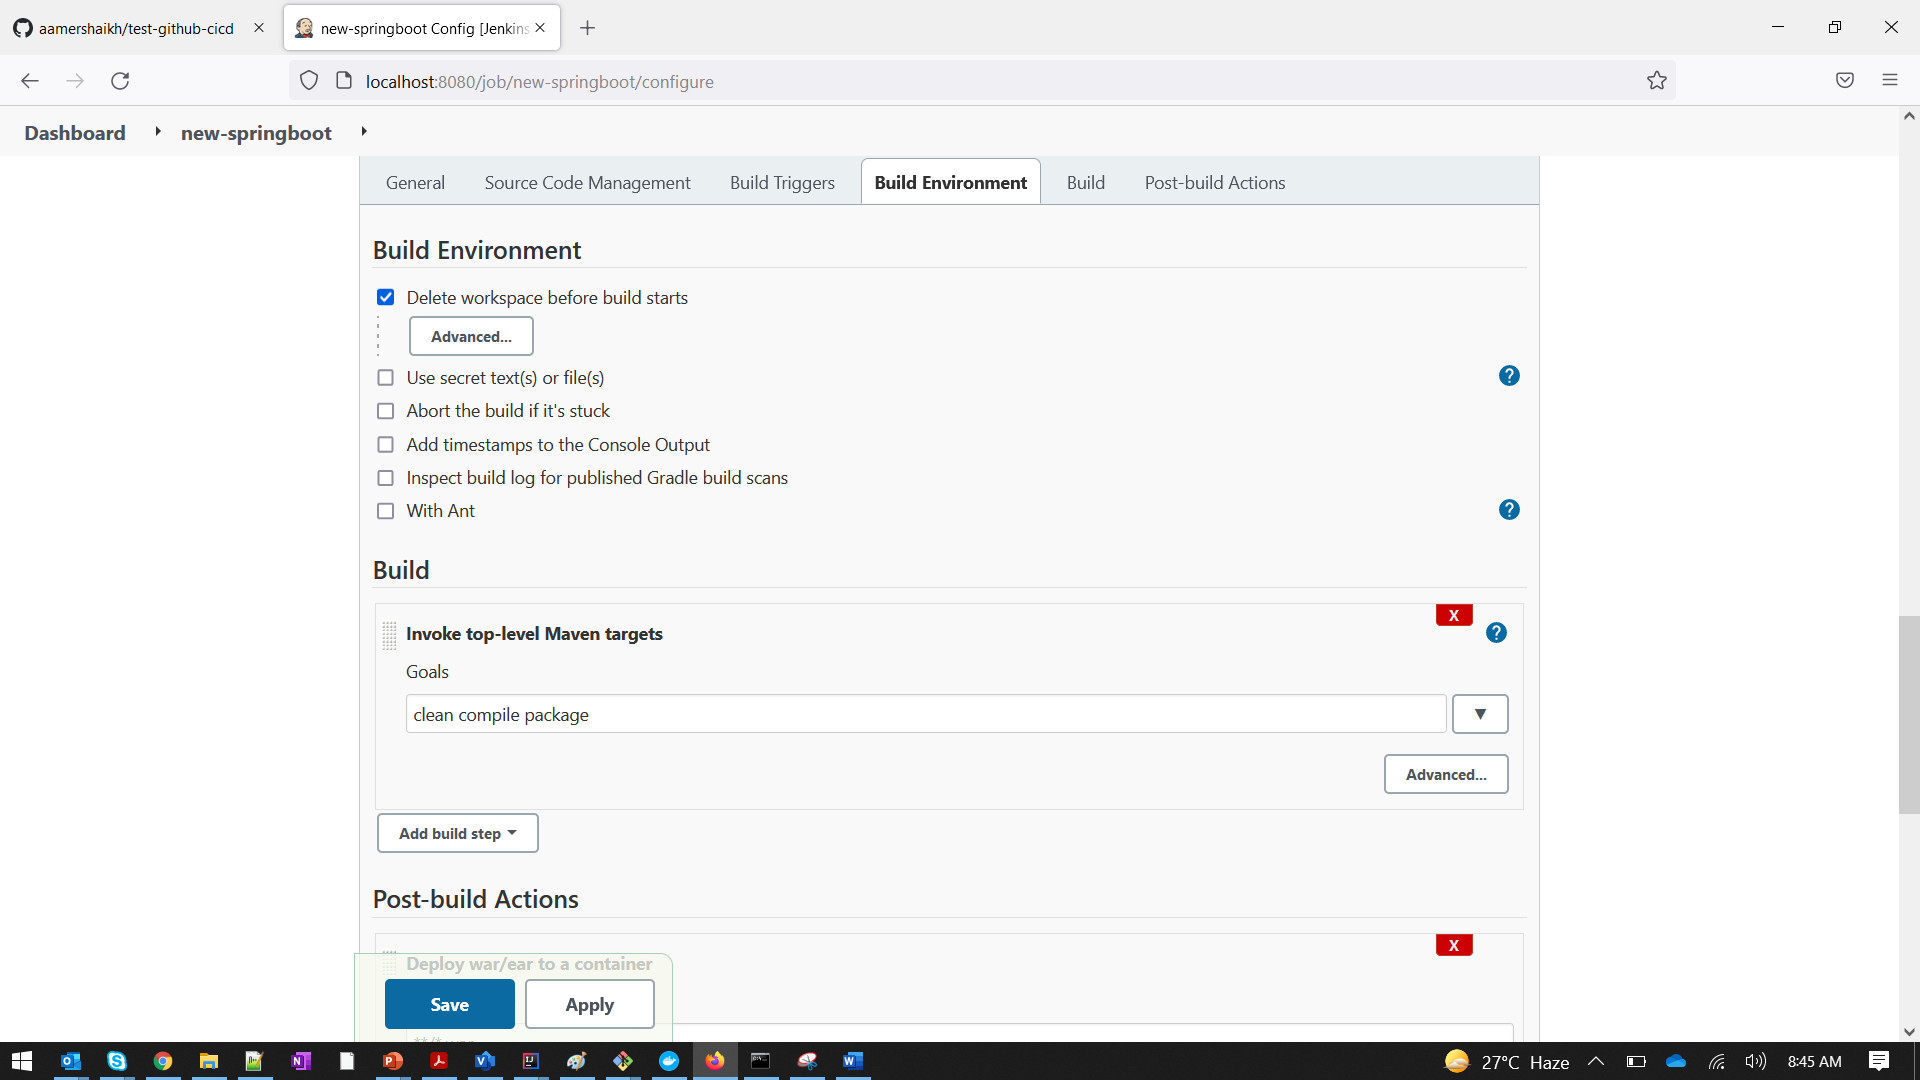 aamershaikh/test-github-cicd
new-springboot Config [Jenkins
localhost:8080/job/new-springboot/configure
Dashboard new-springboot
General Source Code Management Build Triggers Build Environment Build Post-build Actions
Build Environment
Delete workspace before build starts
Advanced...
Use secret text(s) or file(s)
?
Abort the build if it's stuck
Add timestamps to the Console Output
Inspect build log for published Gradle build scans
With Ant
?
Build
X
Invoke top-level Maven targets
?
Goals
clean compile package
Advanced...
Add build step
Post-build Actions
X
Deploy war/ear to a container
Save Apply
27°C Haze 8:45 AM